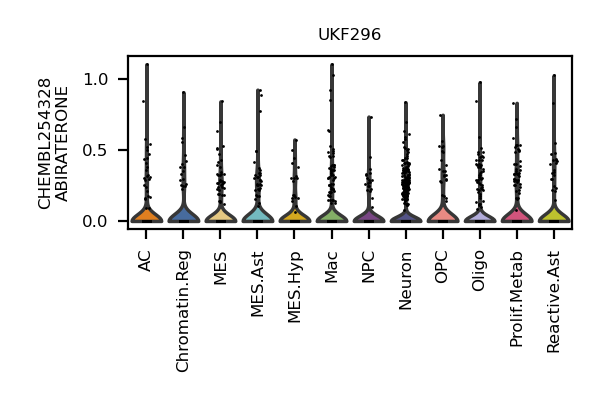 UKF296
CHEMBL254328
ABIRATERONE
1.0
0.5
0.0
AC
Chromatin.Reg
MES
MES.Ast
MES.Hyp
Mac
NPC
Neuron
OPC
Oligo
Prolif.Metab
Reactive.Ast